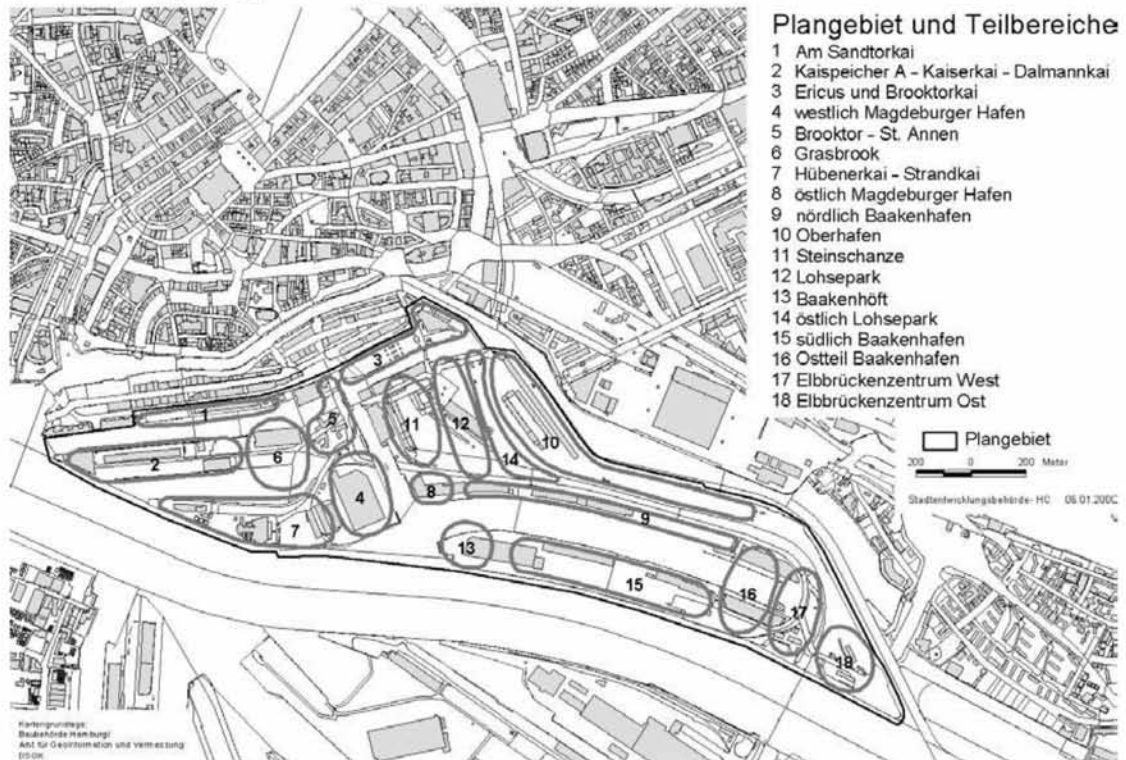 Plangebiet und Teilbereiche
1 Am Sandtorkai
2 Kaispeicher A - Kaiserkai - Dalmannkai
3 Ericus und Brooktorkai
4 westlich Magdeburger Hafen
5 Brooktor - St. Annen
6 Grasbrook
7 Hübenerkai - Strandkai
8 östlich Magdeburger Hafen
9 nördlich Baakenhafen
10 Oberhafen
11 Steinschanze
12 Lohsepark
13 Baakenhöft
14 östlich Lohsepark
15 südlich Baakenhafen
16 Ostteil Baakenhafen
17 Elbbrückenzentrum West
18 Elbbrückenzentrum Ost
Plangebiet
200 0 200 Meter
Stadtentwicklungsbehörde- HC 06.01.200
3
5
11
12
10
2
6
14
4
8
9
7
13
15
16
17
18
Kartengrundlage:
Baubehörde Hamburg/
Amt für Geoinformation und Vermessung